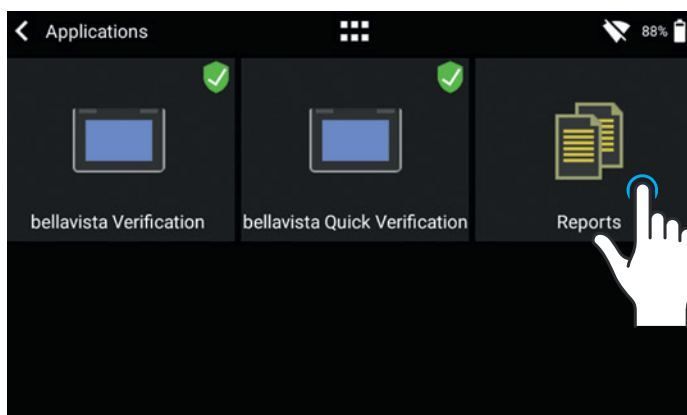 Applications
88%
bellavista Verification
bellavista Quick Verification
Reports